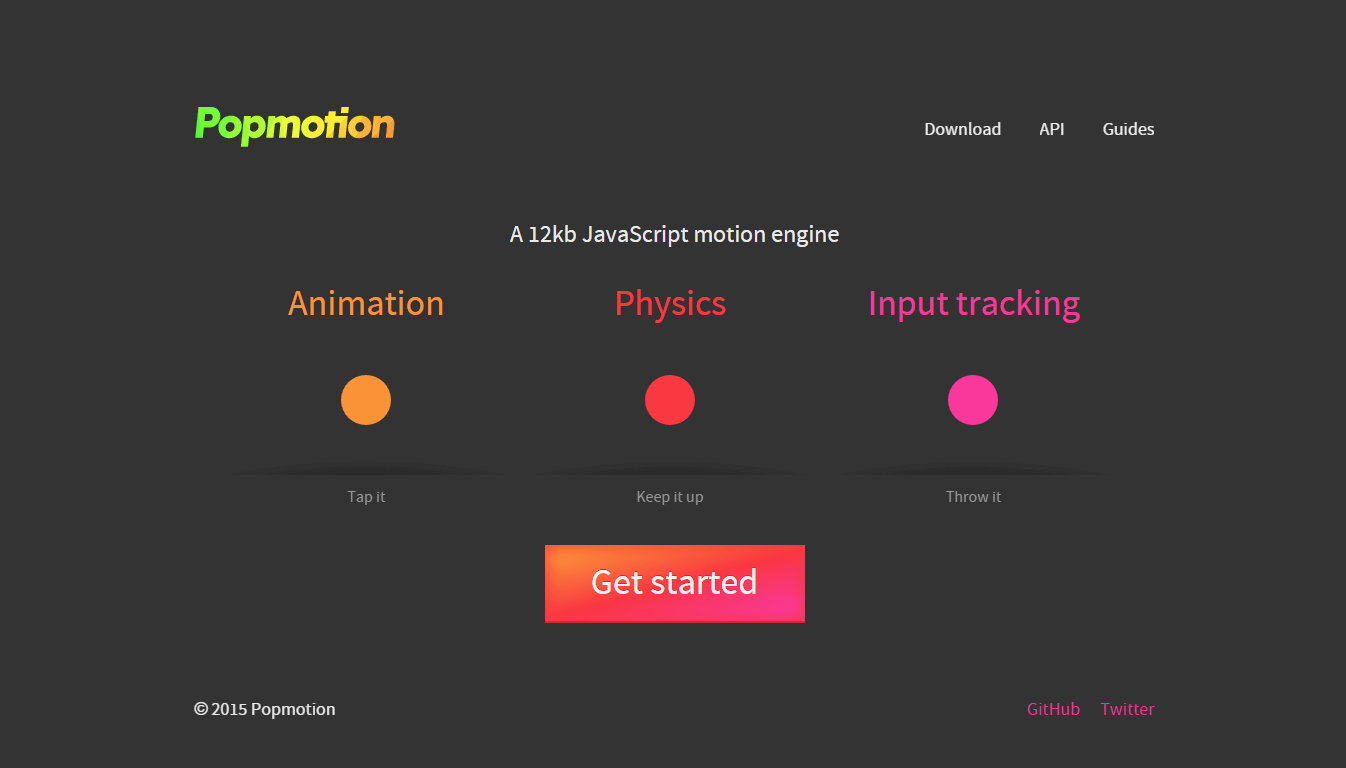 Popmotion
Download API Guides
A 12kb JavaScript motion engine
Animation Physics Input tracking
Tap it Keep it up Throw it
Get started
© 2015 Popmotion GitHub Twitter